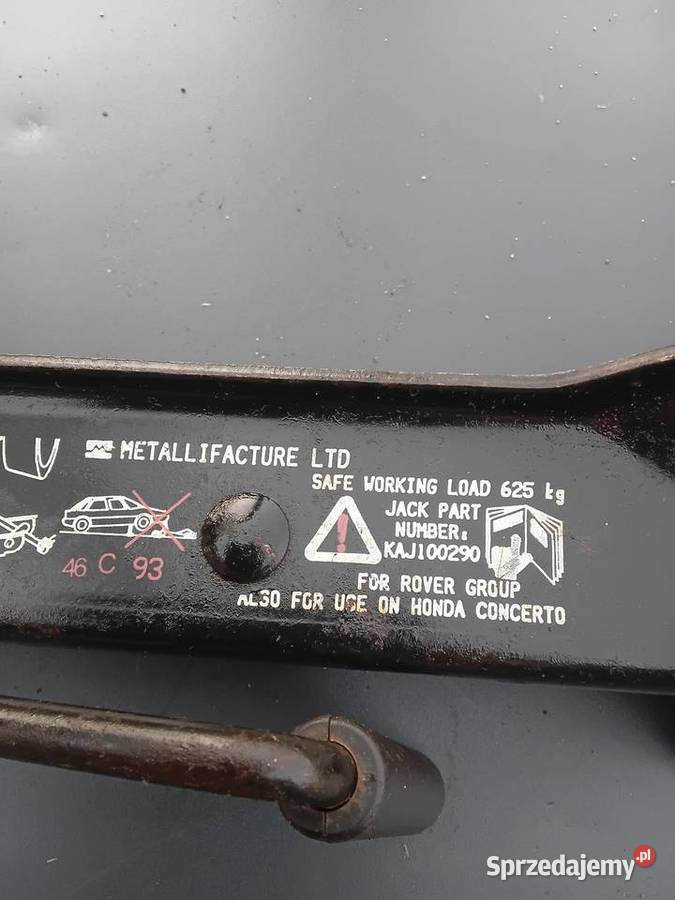 METALLIFACTURE LTD
SAFE WORKING LOAD 625 kg
JACK PART
NUMBER:
KAJ100290
FOR ROVER GROUP
ALSO FOR USE ON HONDA CONCERTO
46 C 93
Sprzedajemy.pl